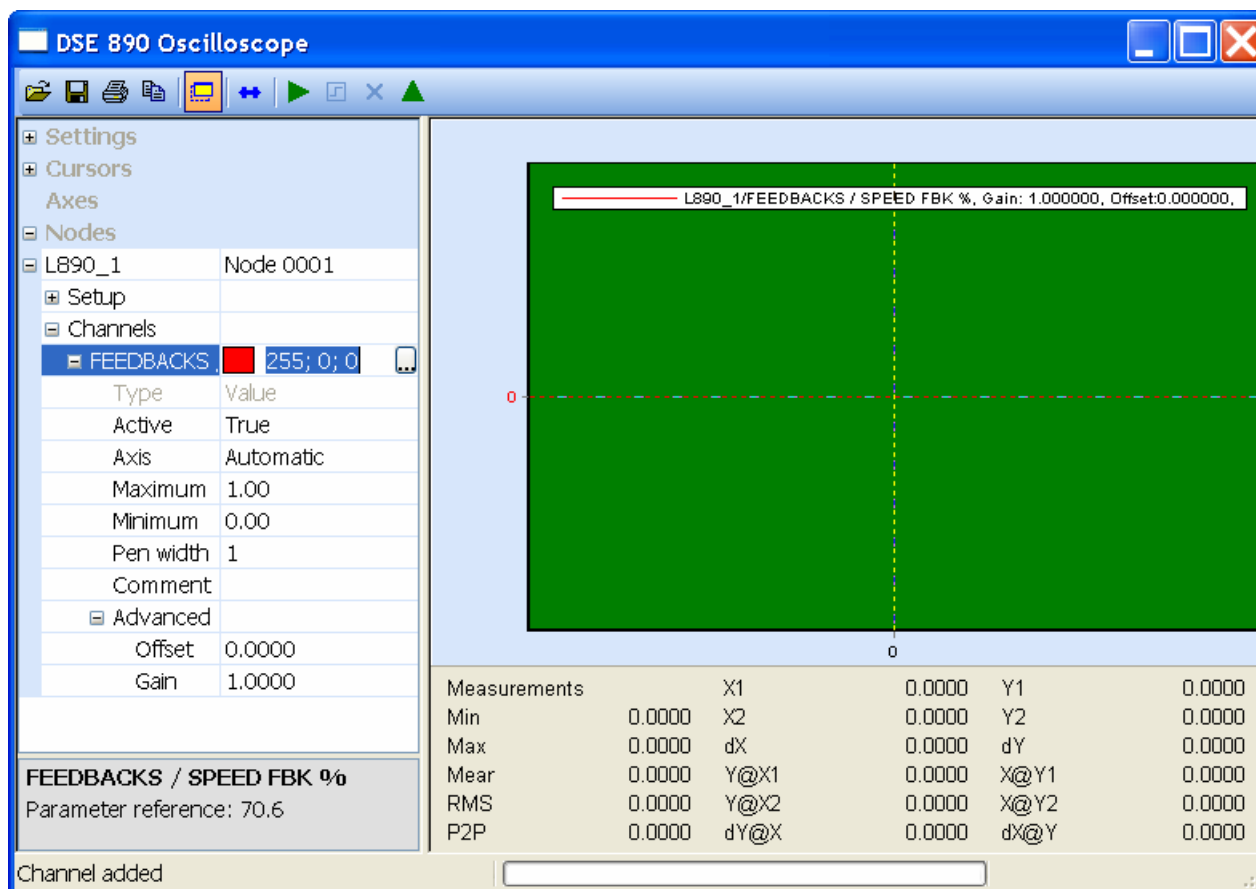 DSE 890 Oscilloscope
Settings
Cursors
Axes
Nodes
L890_1 Node 0001
Setup
Channels
FEEDBACKS , 255; 0; 0 ...
Type Value
Active True
Axis Automatic
Maximum 1.00
Minimum 0.00
Pen width 1
Comment
Advanced
Offset 0.0000
Gain 1.0000
FEEDBACKS / SPEED FBK %
Parameter reference: 70.6
L890_1/FEEDBACKS / SPEED FBK %, Gain: 1.000000, Offset:0.000000,
0
0
Measurements X1 0.0000 Y1 0.0000
Min 0.0000 X2 0.0000 Y2 0.0000
Max 0.0000 dX 0.0000 dY 0.0000
Mear 0.0000 Y@X1 0.0000 X@Y1 0.0000
RMS 0.0000 Y@X2 0.0000 X@Y2 0.0000
P2P 0.0000 dY@X 0.0000 dX@Y 0.0000
Channel added